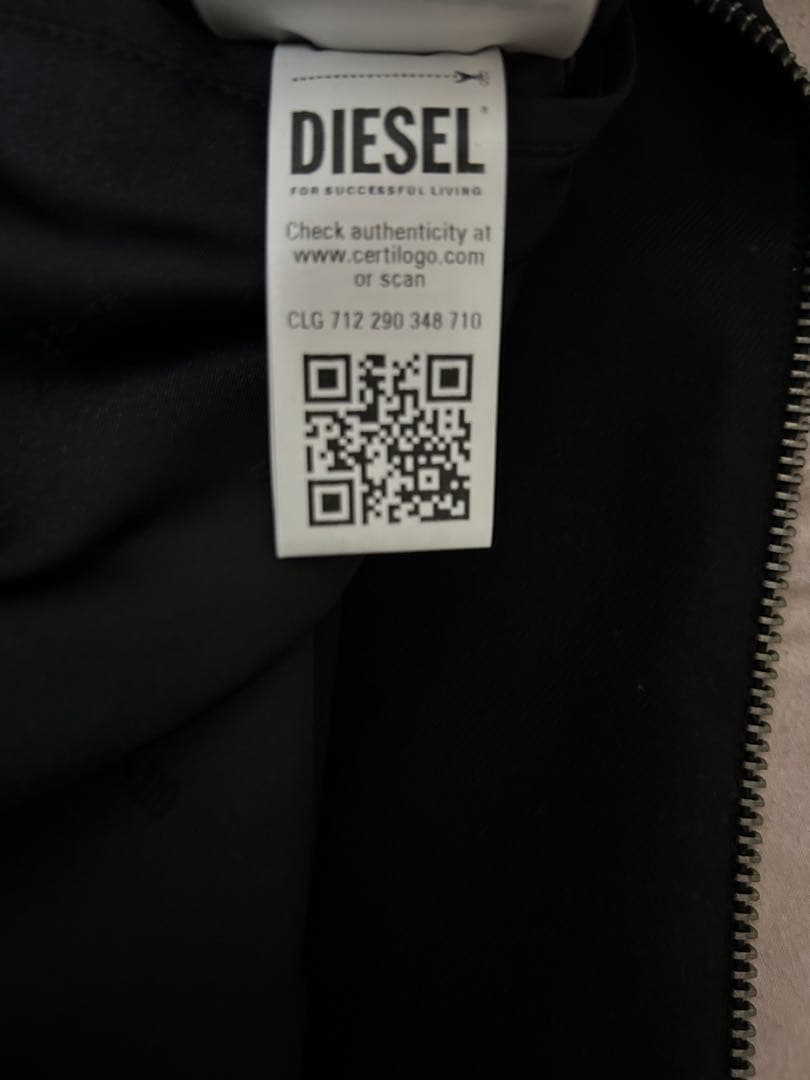 DIESEL
FOR SUCCESSFUL LIVING
Check authenticity at
www.certilogo.com
or scan
CLG 712 290 348 710